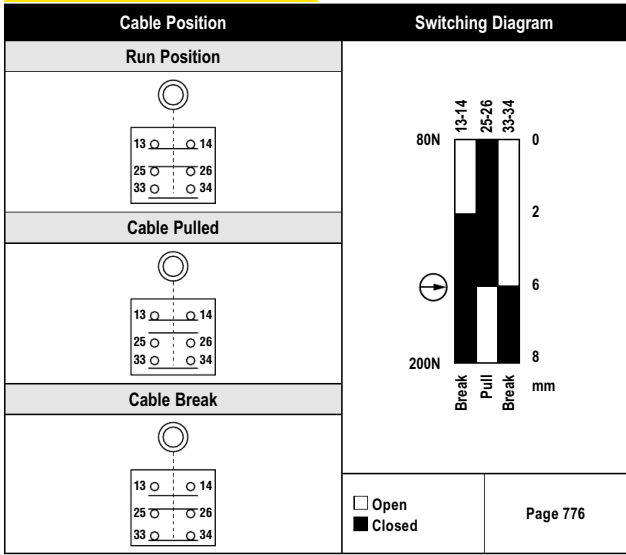 Cable Position
Switching Diagram
Run Position
13 14
25 26
33 34
Cable Pulled
13 14
25 26
33 34
Cable Break
13 14
25 26
33 34
13-14 25-26 33-34
80N 0
2
6
200N 8
Break Pull Break mm
Open
Closed
Page 776